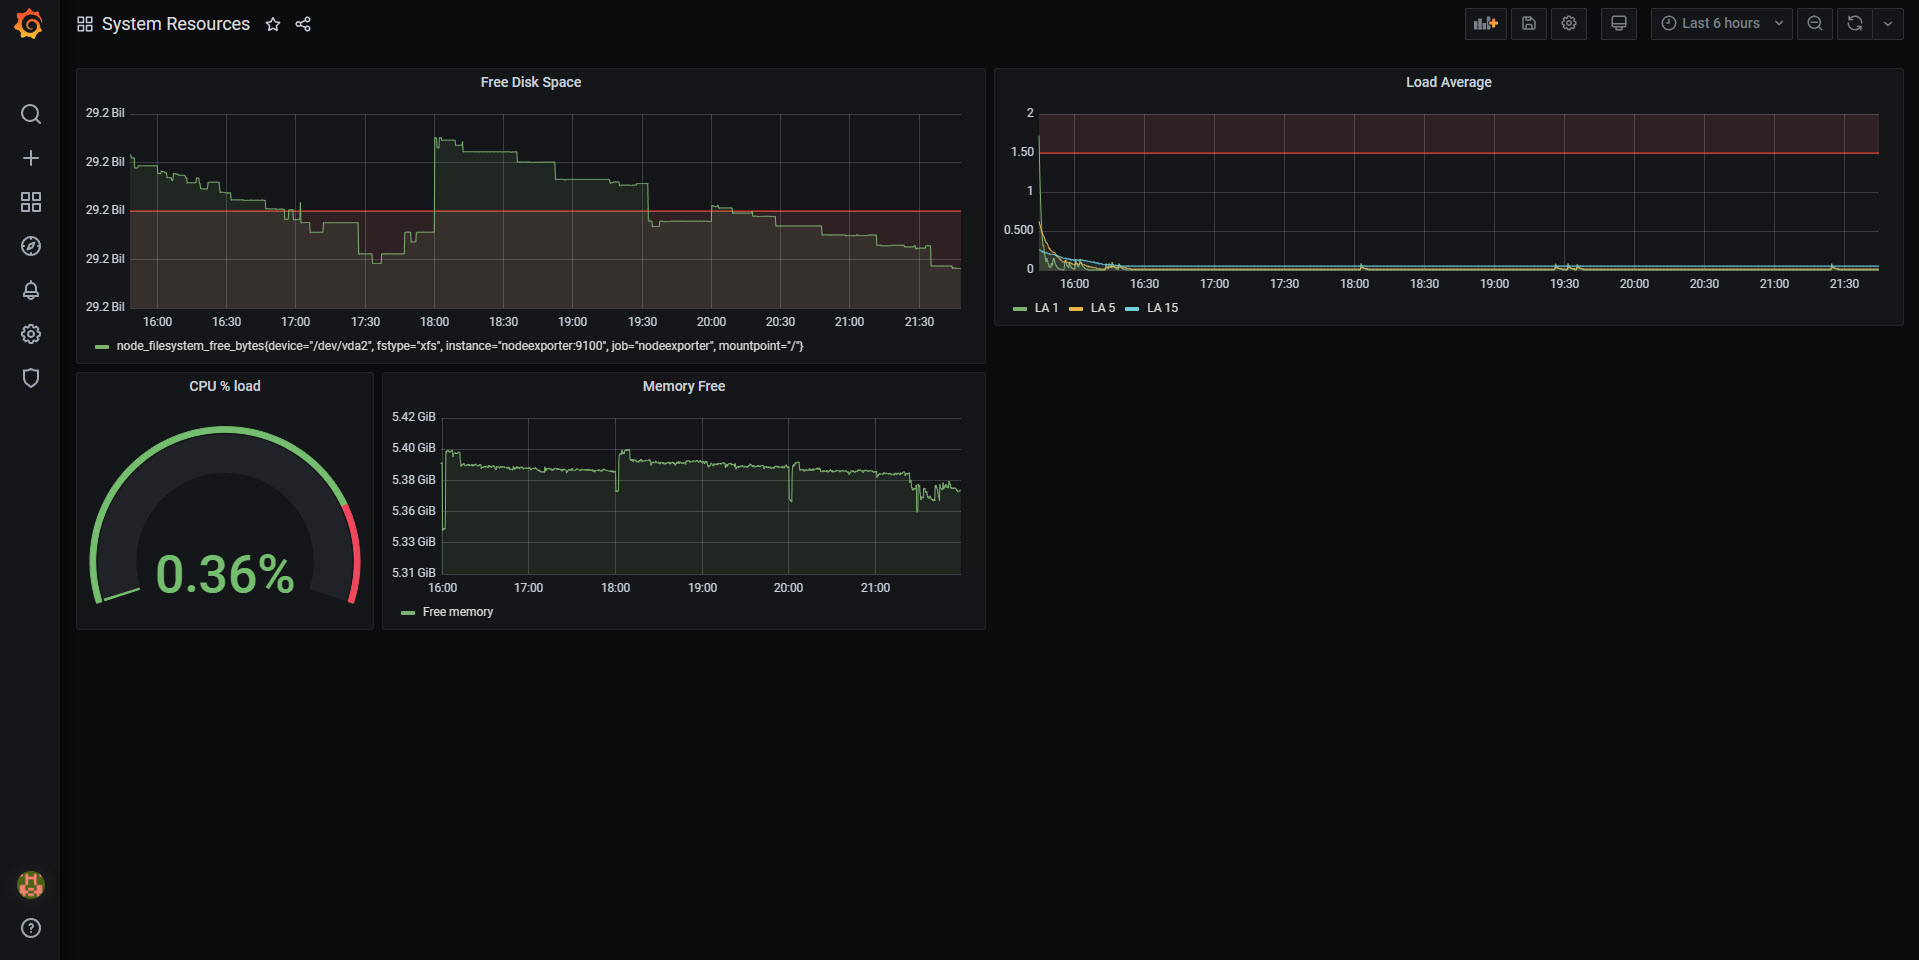 System Resources
Last 6 hours
Free Disk Space
29.2 Bil
29.2 Bil
29.2 Bil
29.2 Bil
29.2 Bil
16:00 16:30 17:00 17:30 18:00 18:30 19:00 19:30 20:00 20:30 21:00 21:30
node_filesystem_free_bytes{device="/dev/vda2", fstype="xfs", instance="nodeexporter:9100", job="nodeexporter", mountpoint="/"}
Load Average
2
1.50
1
0.500
0
16:00 16:30 17:00 17:30 18:00 18:30 19:00 19:30 20:00 20:30 21:00 21:30
LA 1 LA 5 LA 15
CPU % load
0.36%
Memory Free
5.42 GiB
5.40 GiB
5.38 GiB
5.36 GiB
5.33 GiB
5.31 GiB
16:00 17:00 18:00 19:00 20:00 21:00
Free memory